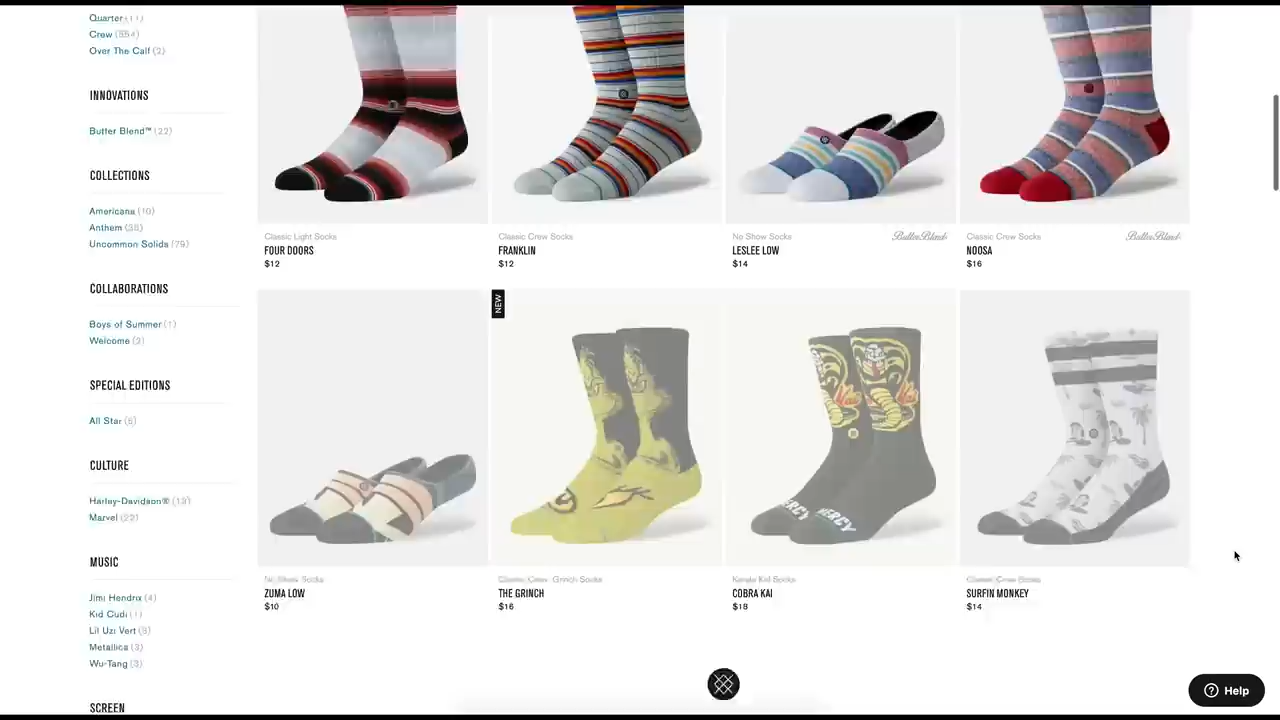 Quarter (11)
Crew (554)
Over The Calf (2)
INNOVATIONS
Butter Blend™ (22)
COLLECTIONS
Americana (10)
Anthem (35)
Uncommon Solids (79)
COLLABORATIONS
Boys of Summer (1)
Welcome (2)
SPECIAL EDITIONS
All Star (5)
CULTURE
Harley-Davidson® (13)
Marvel (22)
MUSIC
Jimi Hendrix (4)
Kid Cudi (1)
Lil Uzi Vert (3)
Metallica (3)
Wu-Tang (3)
SCREEN
Classic Light Socks
FOUR DOORS
$12
Classic Crew Socks
FRANKLIN
$12
No Show Socks
Butter Blend
LESLEE LOW
$14
Classic Crew Socks
Butter Blend
NOOSA
$16
No Show Socks
ZUMA LOW
$10
NEW
Classic Crew Grinch Socks
THE GRINCH
$16
MERCY
Karate Kid Socks
COBRA KAI
$18
Classic Crew Socks
SURFIN MONKEY
$14
Help